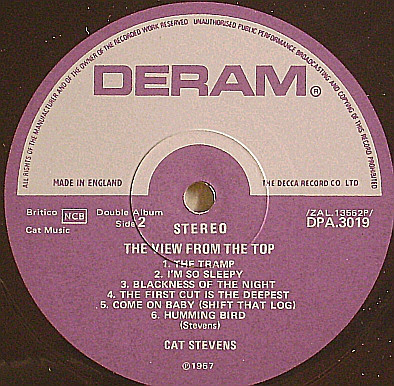 ALL RIGHTS OF THE MANUFACTURER AND OF THE OWNER OF THE RECORDED WORK RESERVED · UNAUTHORISED PUBLIC PERFORMANCE BROADCASTING AND COPYING OF THIS RECORD PROHIBITED
DERAM®
MADE IN ENGLAND
THE DECCA RECORD CO. LTD
Britico
Cat Music
NCB
Double Album
Side 2
STEREO
/ZAL.13562P/
DPA.3019
THE VIEW FROM THE TOP
1. THE TRAMP
2. I'M SO SLEEPY
3. BLACKNESS OF THE NIGHT
4. THE FIRST CUT IS THE DEEPEST
5. COME ON BABY (SHIFT THAT LOG)
6. HUMMING BIRD
(Stevens)
CAT STEVENS
℗1967